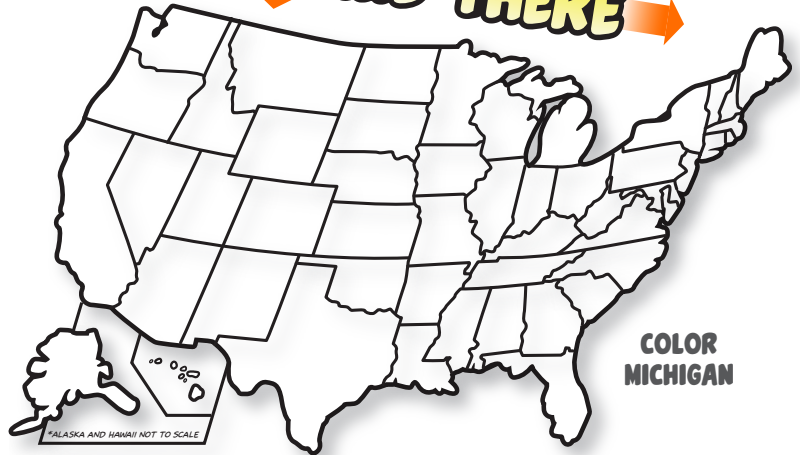 THERE
COLOR
MICHIGAN
*ALASKA AND HAWAII NOT TO SCALE